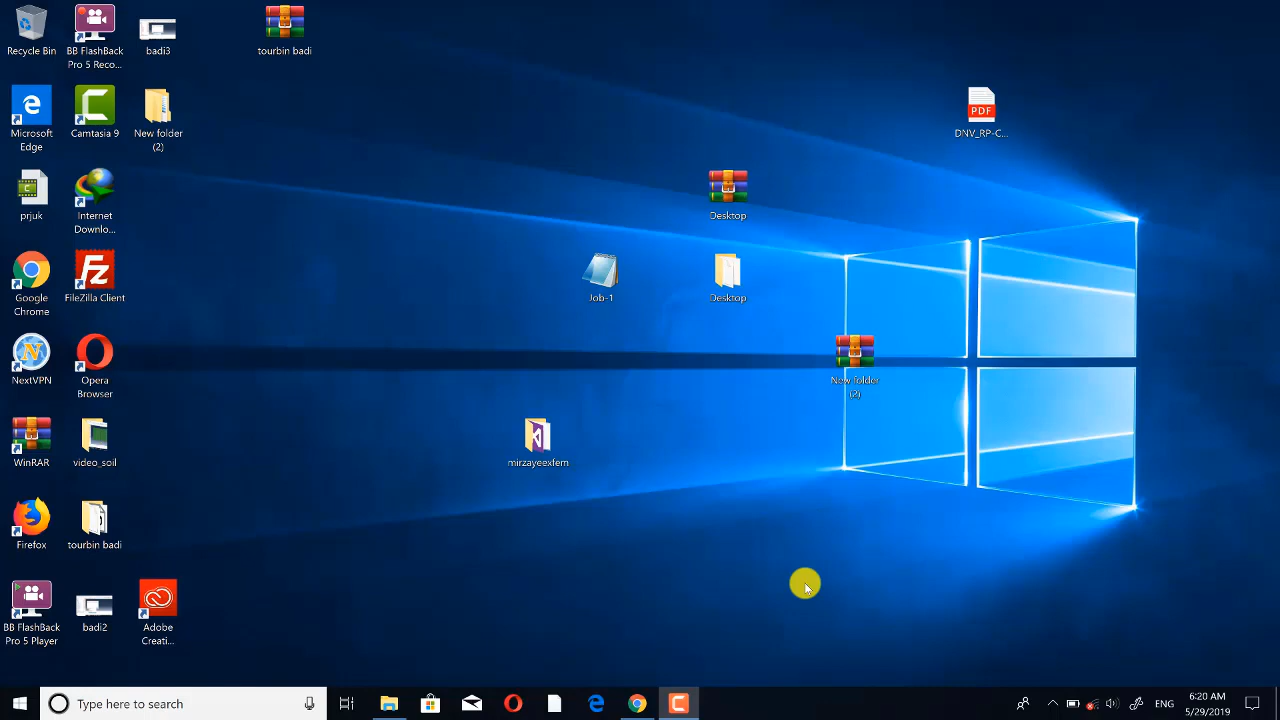 Recycle Bin
BB FlashBack
Pro 5 Reco...
badi3
tourbin badi
Microsoft
Edge
Camtasia 9
New folder
(2)
PDF
DNV_RP-C...
prjuk
Internet
Downlo...
Desktop
Google
Chrome
FileZilla Client
Job-1
Desktop
NextVPN
Opera
Browser
New folder
(2)
WinRAR
video_soil
mirzayeexfem
Firefox
tourbin badi
BB FlashBack
Pro 5 Player
badi2
Adobe
Creati...
Type here to search
ENG
6:20 AM
5/29/2019